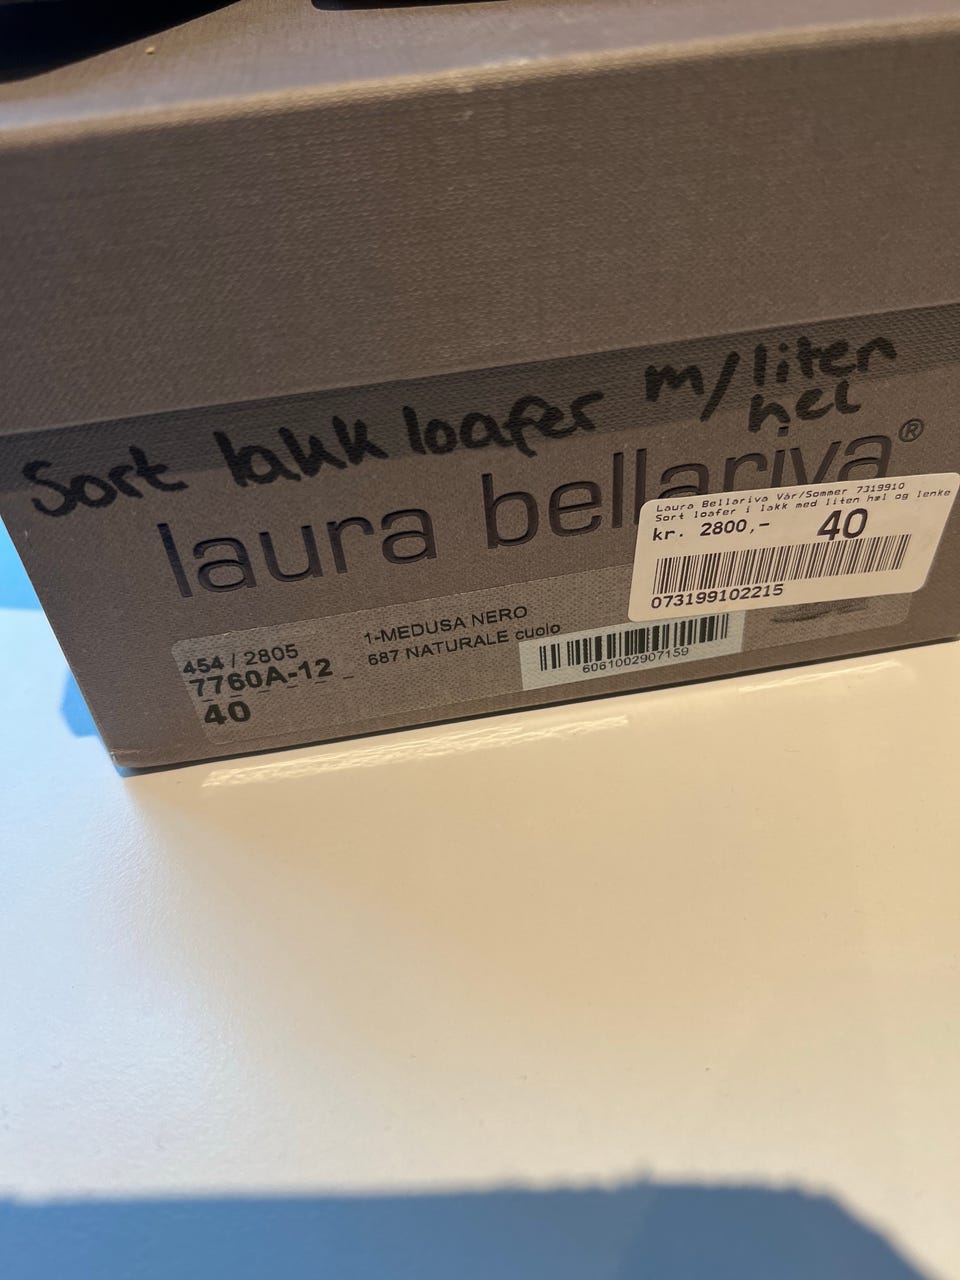 Sort lakk loafer m/liten
hel
laura bellariva®
Laura Bellariva Vår/Sommer 7319910
Sort loafer i lakk med liten hæl og lenke
kr. 2800,- 40
073199102215
454 / 2805
7760A-12
40
1-MEDUSA NERO
687 NATURALE cuoio
6061002907159